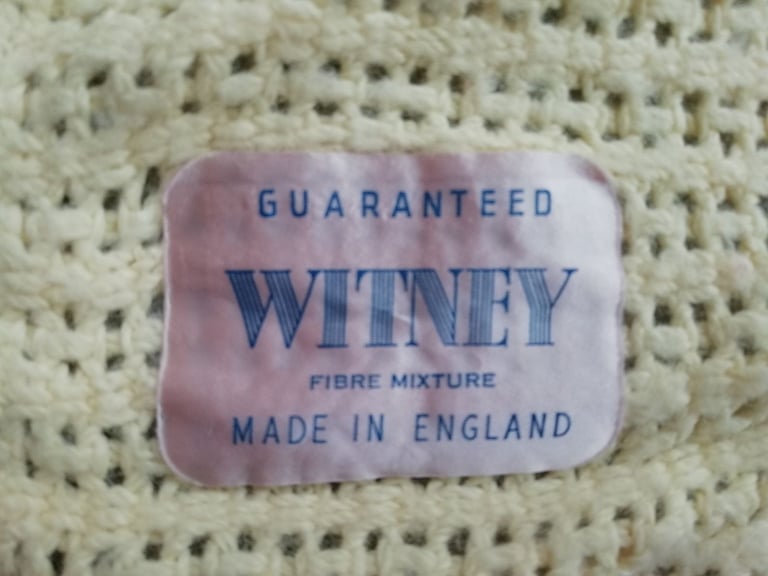 GUARANTEED
WITNEY
FIBRE MIXTURE
MADE IN ENGLAND